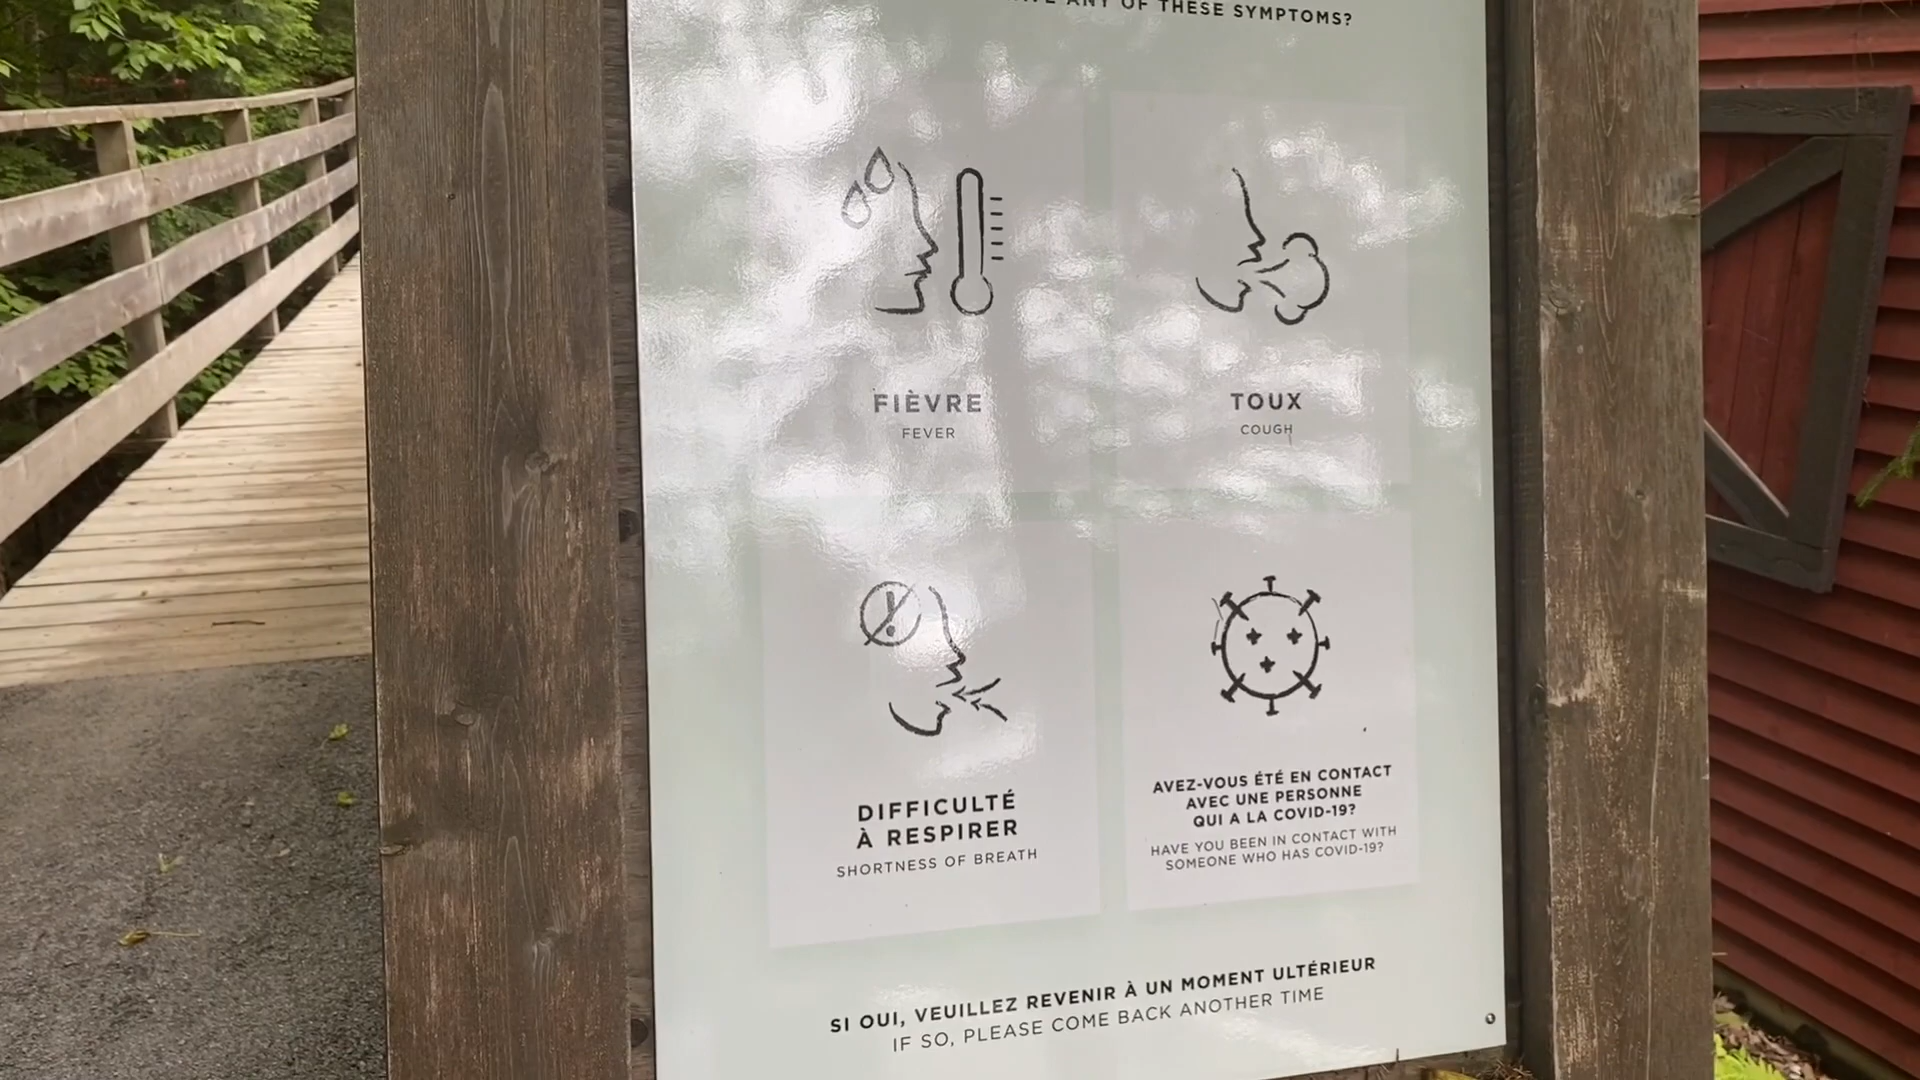 ANY OF THESE SYMPTOMS?
FIÈVRE
FEVER
TOUX
COUGH
DIFFICULTÉ
À RESPIRER
SHORTNESS OF BREATH
AVEZ-VOUS ÉTÉ EN CONTACT
AVEC UNE PERSONNE
QUI A LA COVID-19?
HAVE YOU BEEN IN CONTACT WITH
SOMEONE WHO HAS COVID-19?
SI OUI, VEUILLEZ REVENIR À UN MOMENT ULTÉRIEUR
IF SO, PLEASE COME BACK ANOTHER TIME